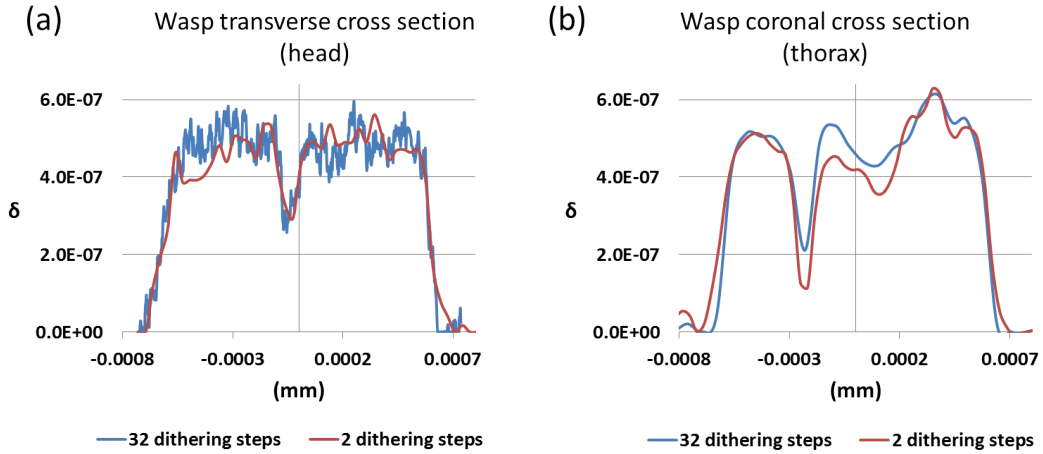 (a)
Wasp transverse cross section
(head)
6.0E-07
4.0E-07
δ
2.0E-07
0.0E+00
-0.0008
-0.0003
0.0002
0.0007
(mm)
32 dithering steps
2 dithering steps
(b)
Wasp coronal cross section
(thorax)
6.0E-07
4.0E-07
δ
2.0E-07
0.0E+00
-0.0008
-0.0003
0.0002
0.0007
(mm)
32 dithering steps
2 dithering steps